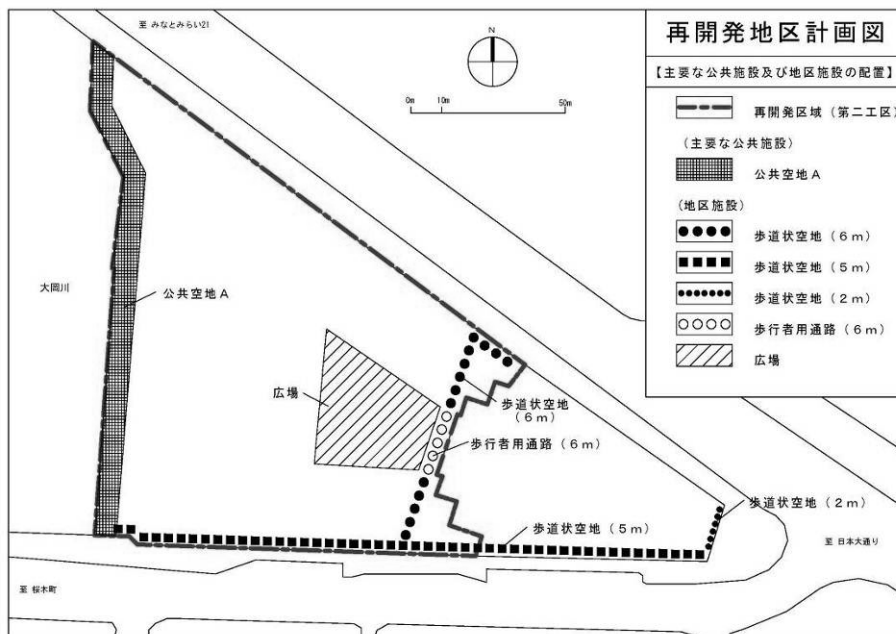 至 みなとみらい21
N
0m 10m 50m
再開発地区計画図
【主要な公共施設及び地区施設の配置】
再開発区域（第二工区）
（主要な公共施設）
公共空地A
（地区施設）
歩道状空地（6m）
歩道状空地（5m）
歩道状空地（2m）
歩行者用通路（6m）
広場
大岡川
公共空地A
広場
歩道状空地
（6m）
歩行者用通路（6m）
歩道状空地（5m）
歩道状空地（2m）
至 日本大通り
至 桜木町